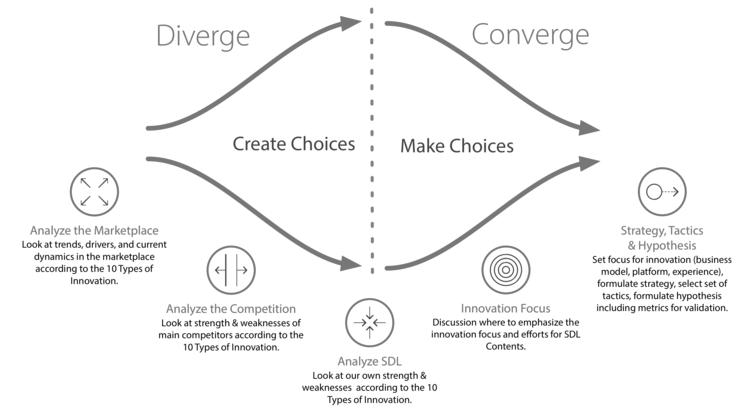 Diverge
Converge
Create Choices
Make Choices
Analyze the Marketplace
Look at trends, drivers, and current
dynamics in the marketplace
according to the 10 Types of
Innovation.
Analyze the Competition
Look at strength & weaknesses of
main competitors according to the
10 Types of Innovation.
Analyze SDL
Look at our own strength &
weaknesses according to the 10
Types of Innovation.
Innovation Focus
Discussion where to emphasize the
innovation focus and efforts for SDL
Contents.
Strategy, Tactics
& Hypothesis
Set focus for innovation (business
model, platform, experience),
formulate strategy, select set of
tactics, formulate hypothesis
including metrics for validation.